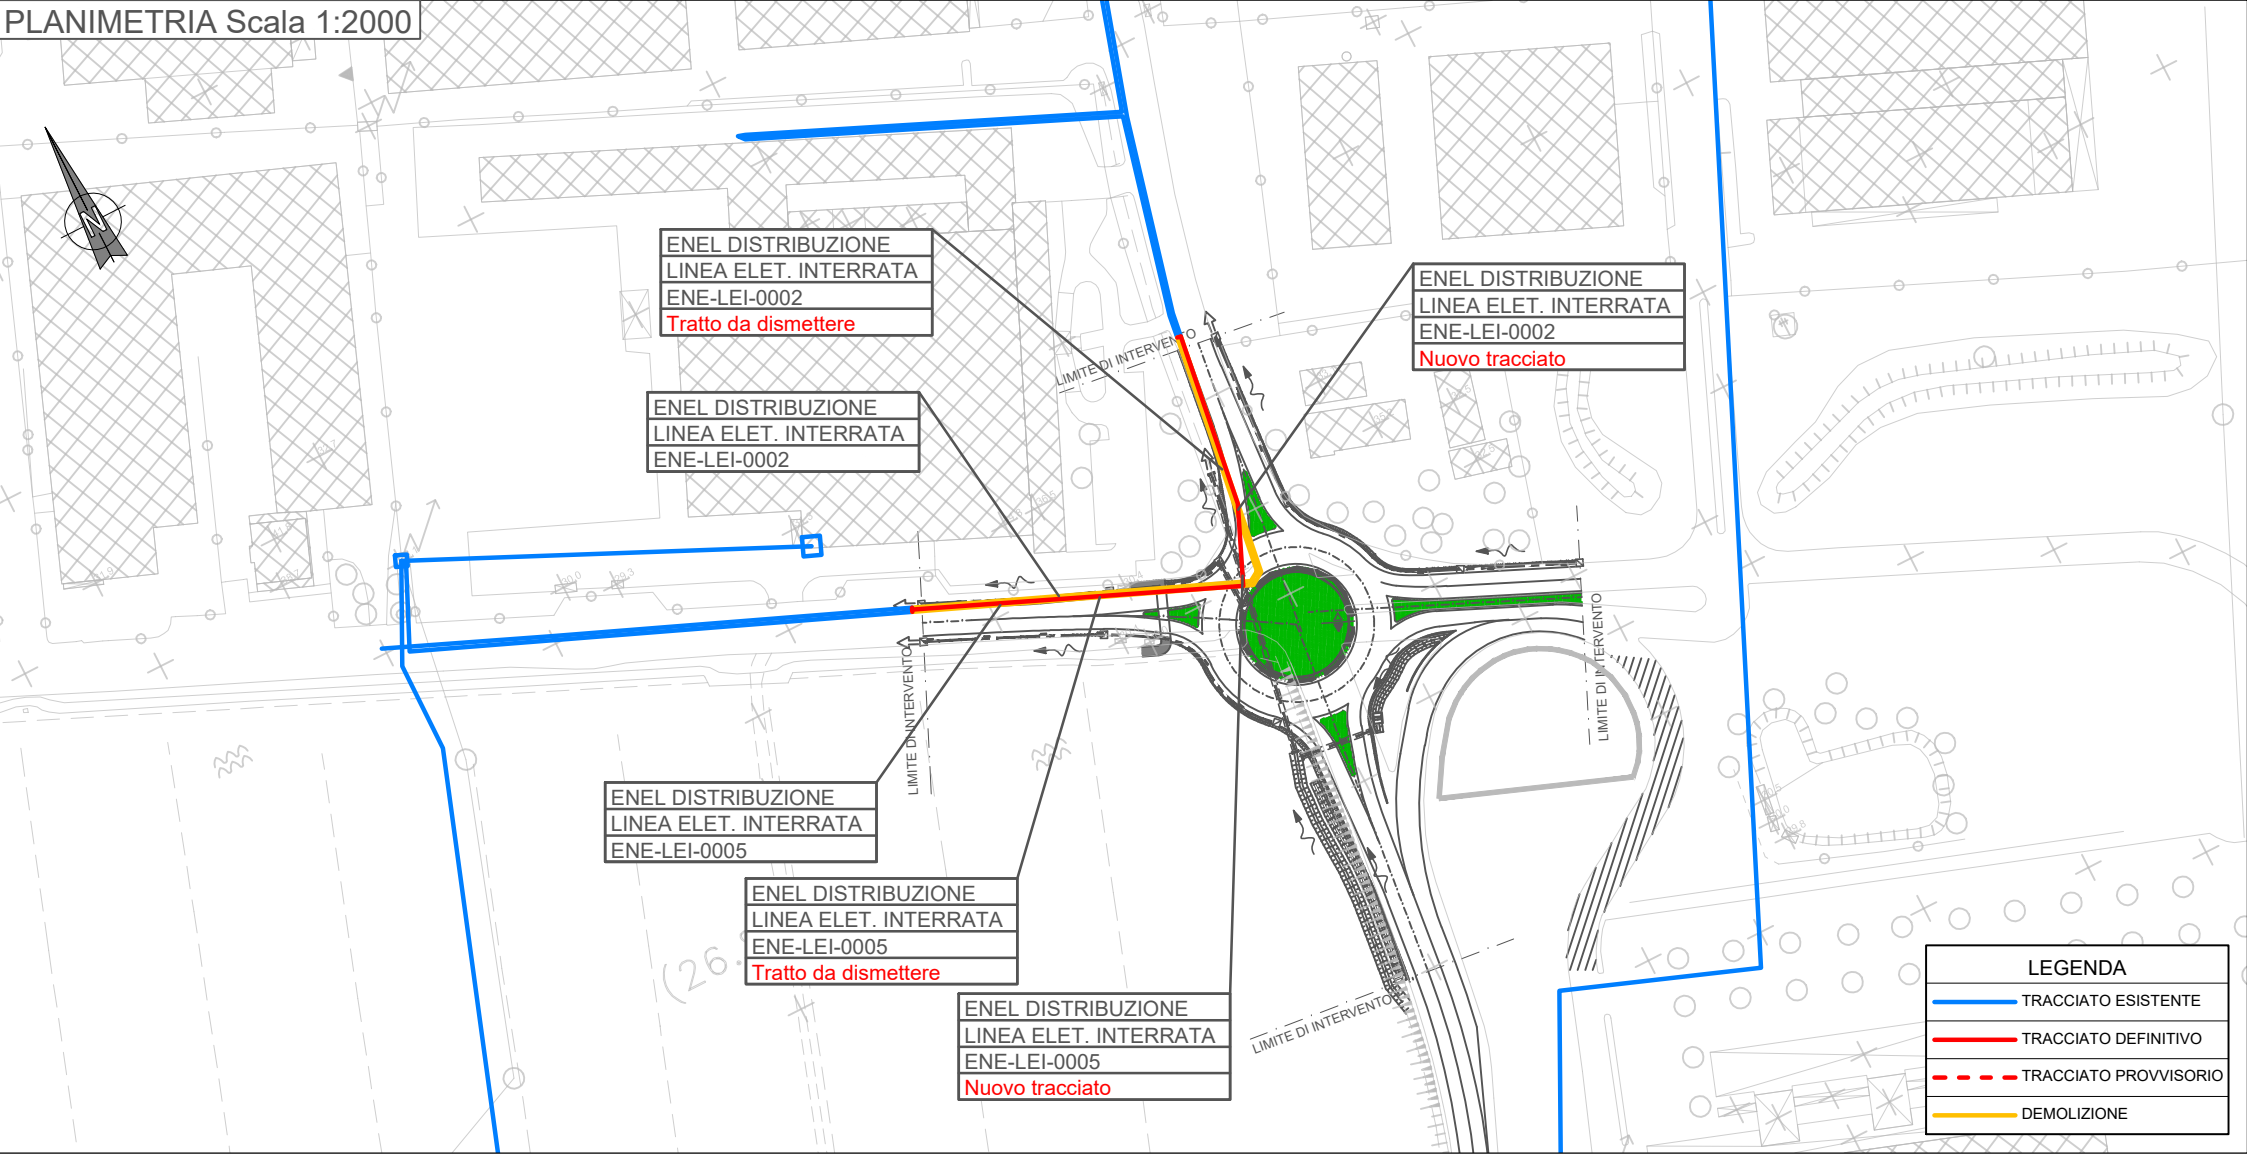 PLANIMETRIA Scala 1:2000
N
ENEL DISTRIBUZIONE
LINEA ELET. INTERRATA
ENE-LEI-0002
Tratto da dismettere
ENEL DISTRIBUZIONE
LINEA ELET. INTERRATA
ENE-LEI-0002
Nuovo tracciato
LIMITE DI INTERVENTO
ENEL DISTRIBUZIONE
LINEA ELET. INTERRATA
ENE-LEI-0002
LIMITE DI INTERVENTO
LIMITE DI INTERVENTO
ENEL DISTRIBUZIONE
LINEA ELET. INTERRATA
ENE-LEI-0005
ENEL DISTRIBUZIONE
LINEA ELET. INTERRATA
ENE-LEI-0005
Tratto da dismettere
(26.
ENEL DISTRIBUZIONE
LINEA ELET. INTERRATA
ENE-LEI-0005
Nuovo tracciato
LIMITE DI INTERVENTO
LEGENDA
TRACCIATO ESISTENTE
TRACCIATO DEFINITIVO
TRACCIATO PROVVISORIO
DEMOLIZIONE